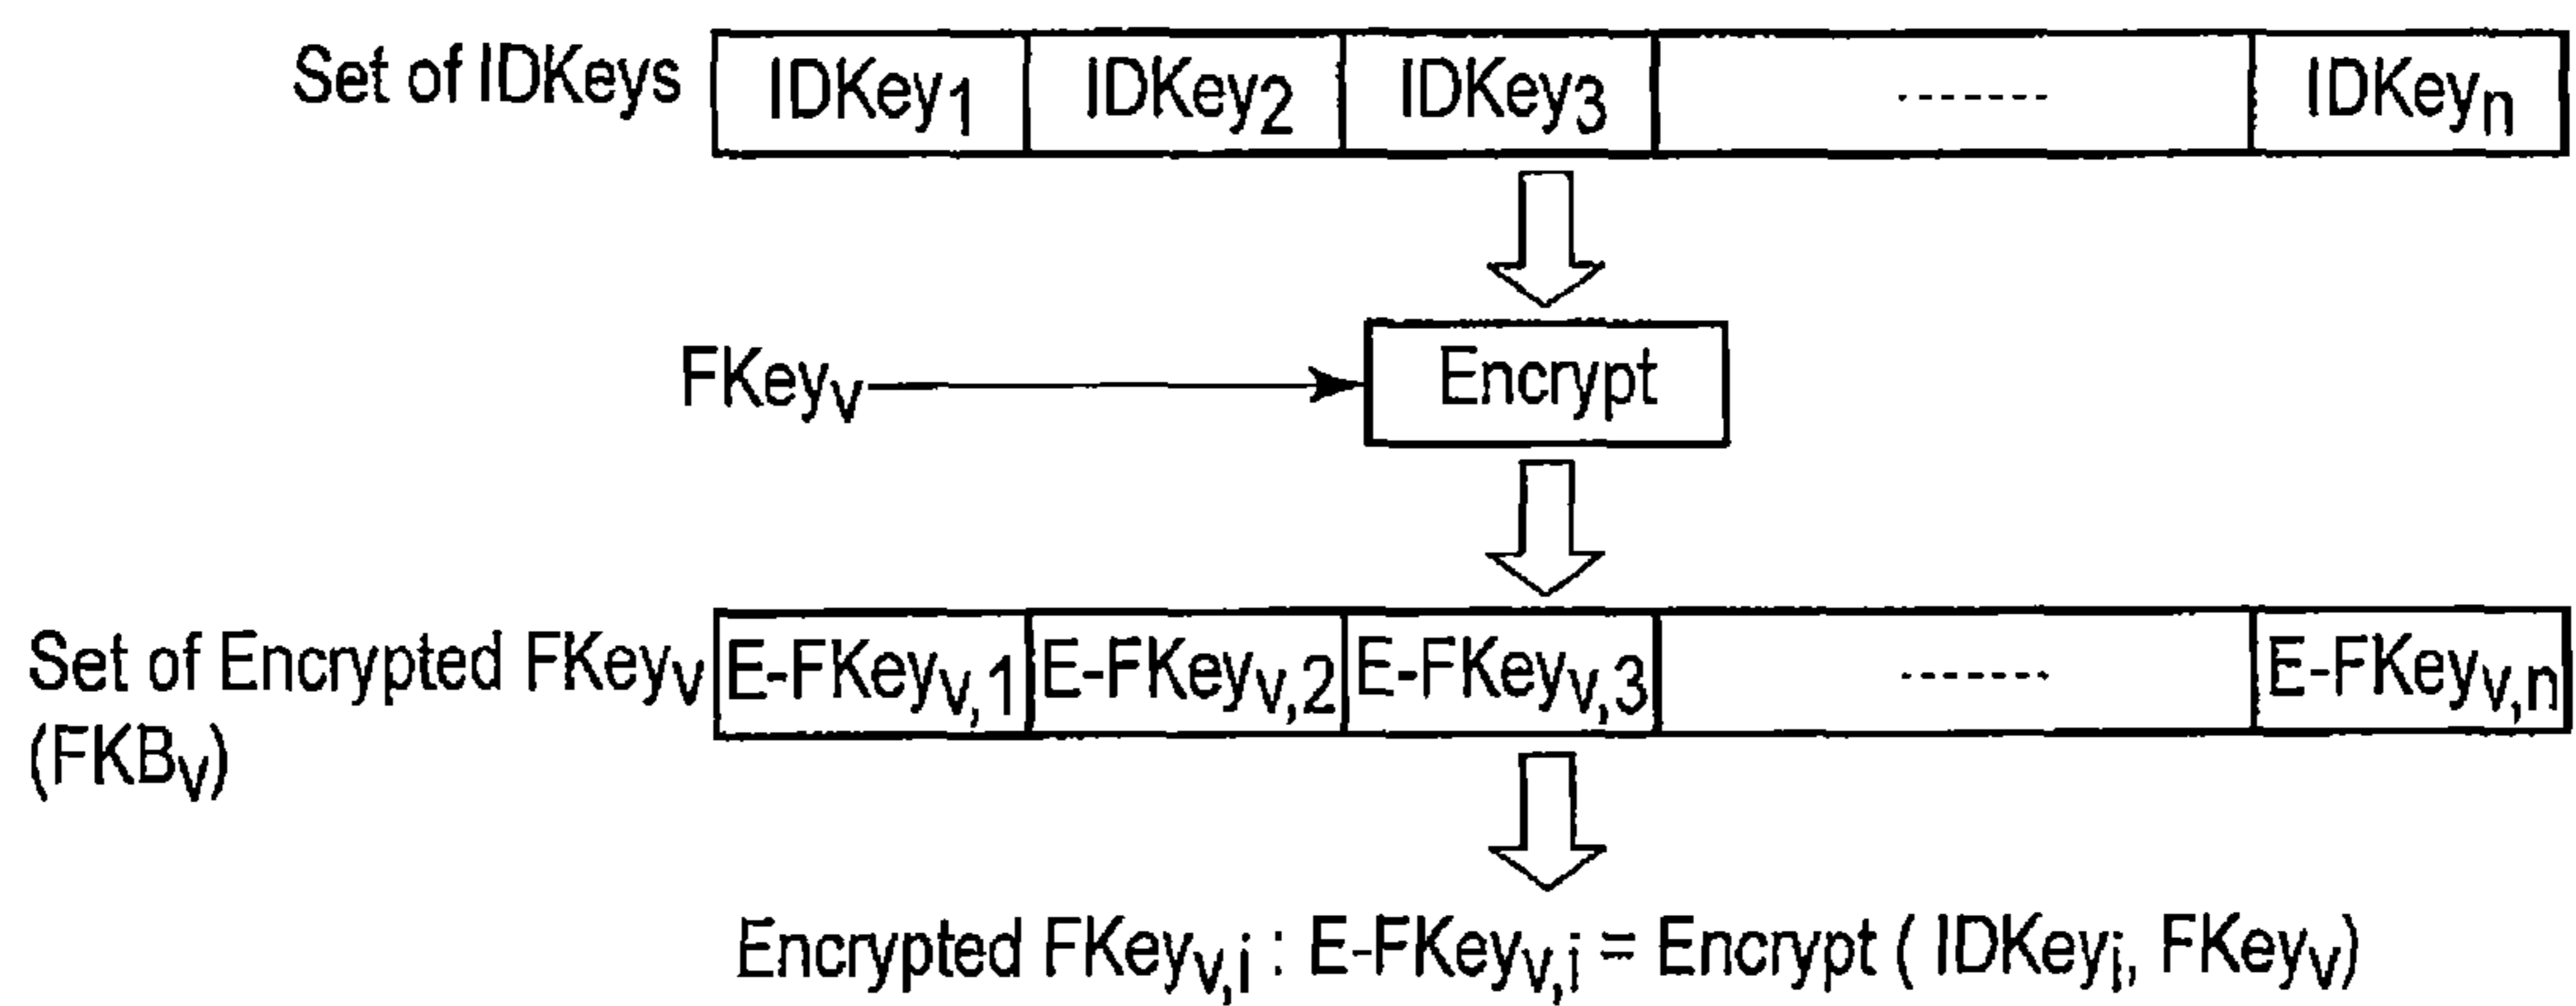 Set of IDKeys IDKey1 IDKey2 IDKey3 -------- IDKeyn
FKeyv Encrypt
Set of Encrypted FKeyv E-FKeyv,1 E-FKeyv,2 E-FKeyv,3 -------- E-FKeyv,n
(FKBv)
Encrypted FKeyv,i : E-FKeyv,i = Encrypt ( IDKeyi, FKeyv)